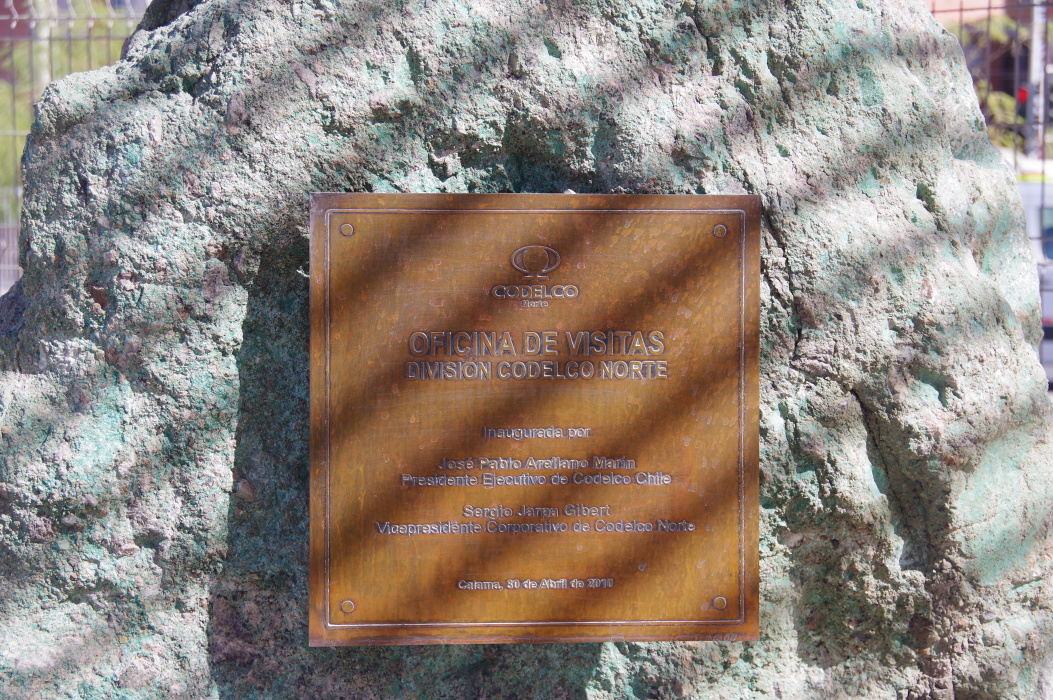 CODELCO
Norte
OFICINA DE VISITAS
DIVISIÓN CODELCO NORTE
Inaugurada por
José Pablo Arellano Marín
Presidente Ejecutivo de Codelco Chile
Sergio Jarpa Gibert
Vicepresidente Corporativo de Codelco Norte
Calama, 30 de Abril de 2010